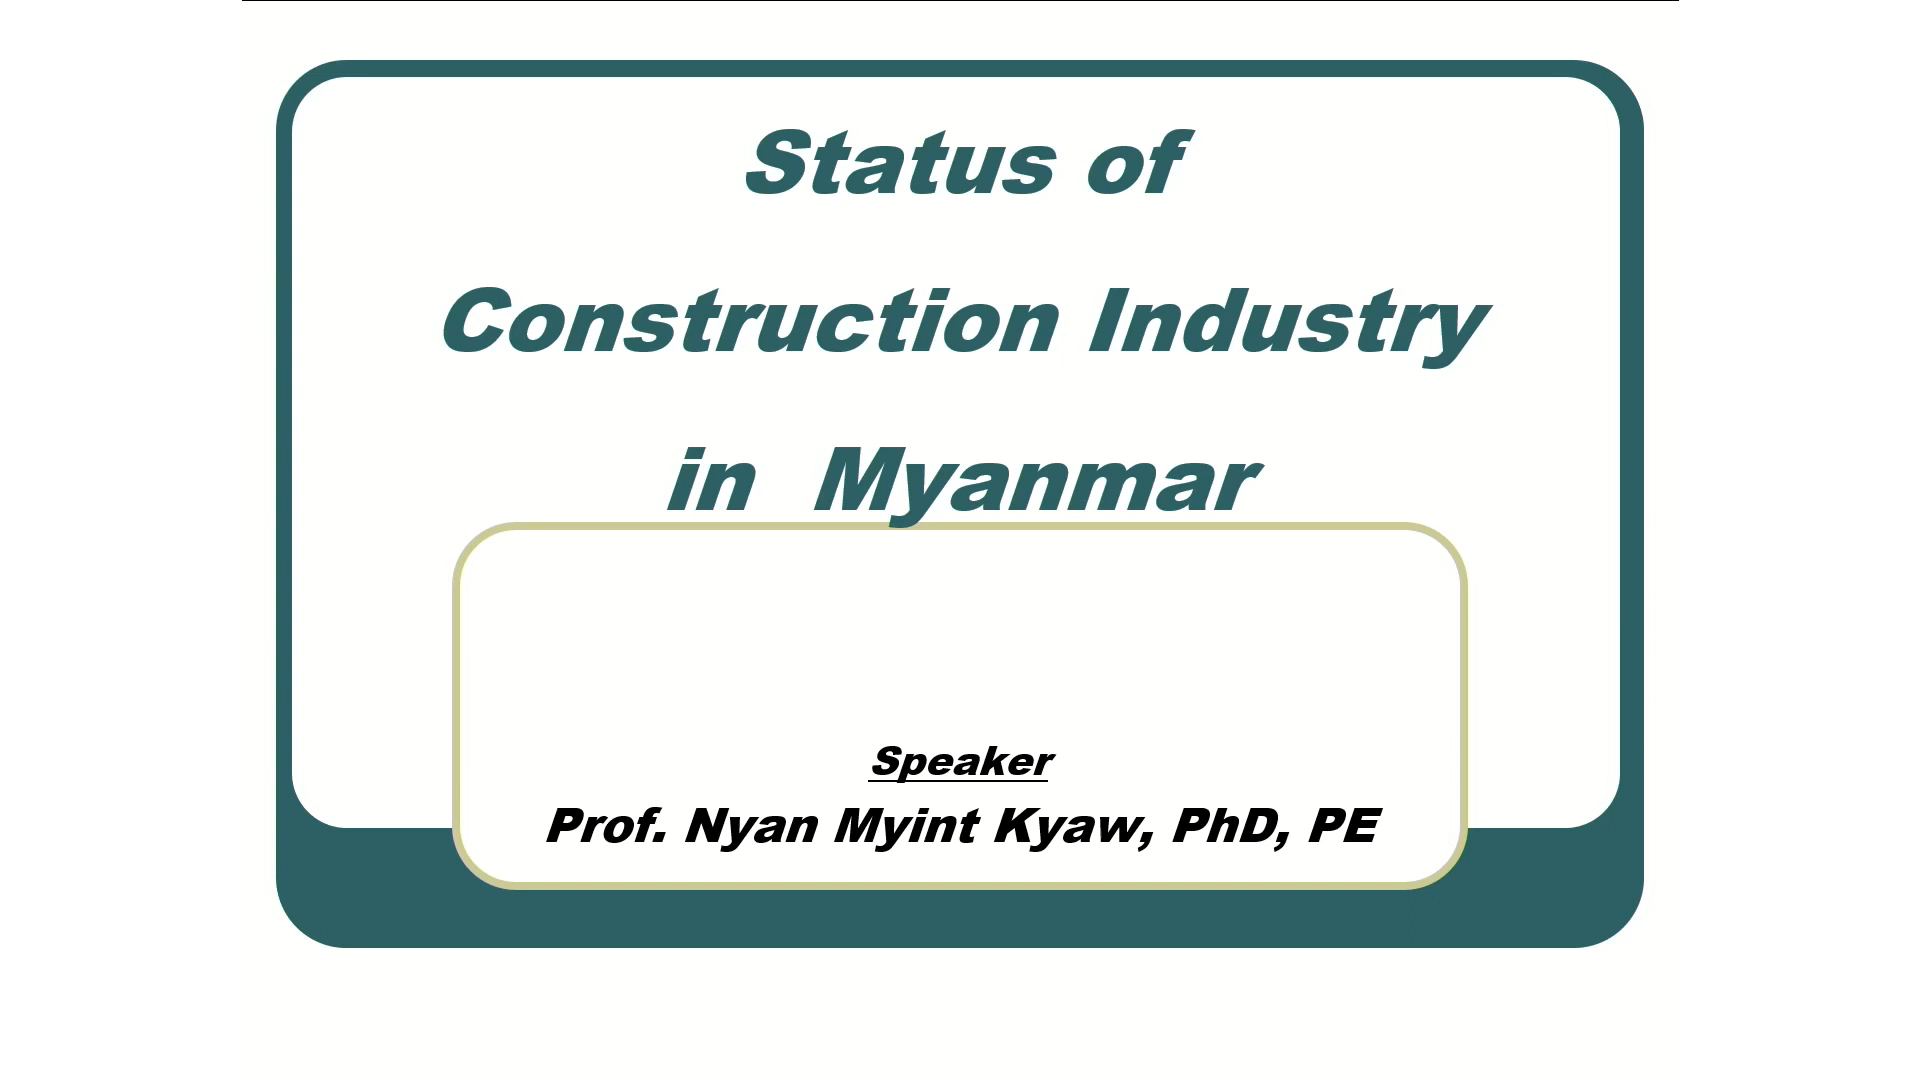 Status of
Construction Industry
in Myanmar
Speaker
Prof. Nyan Myint Kyaw, PhD, PE